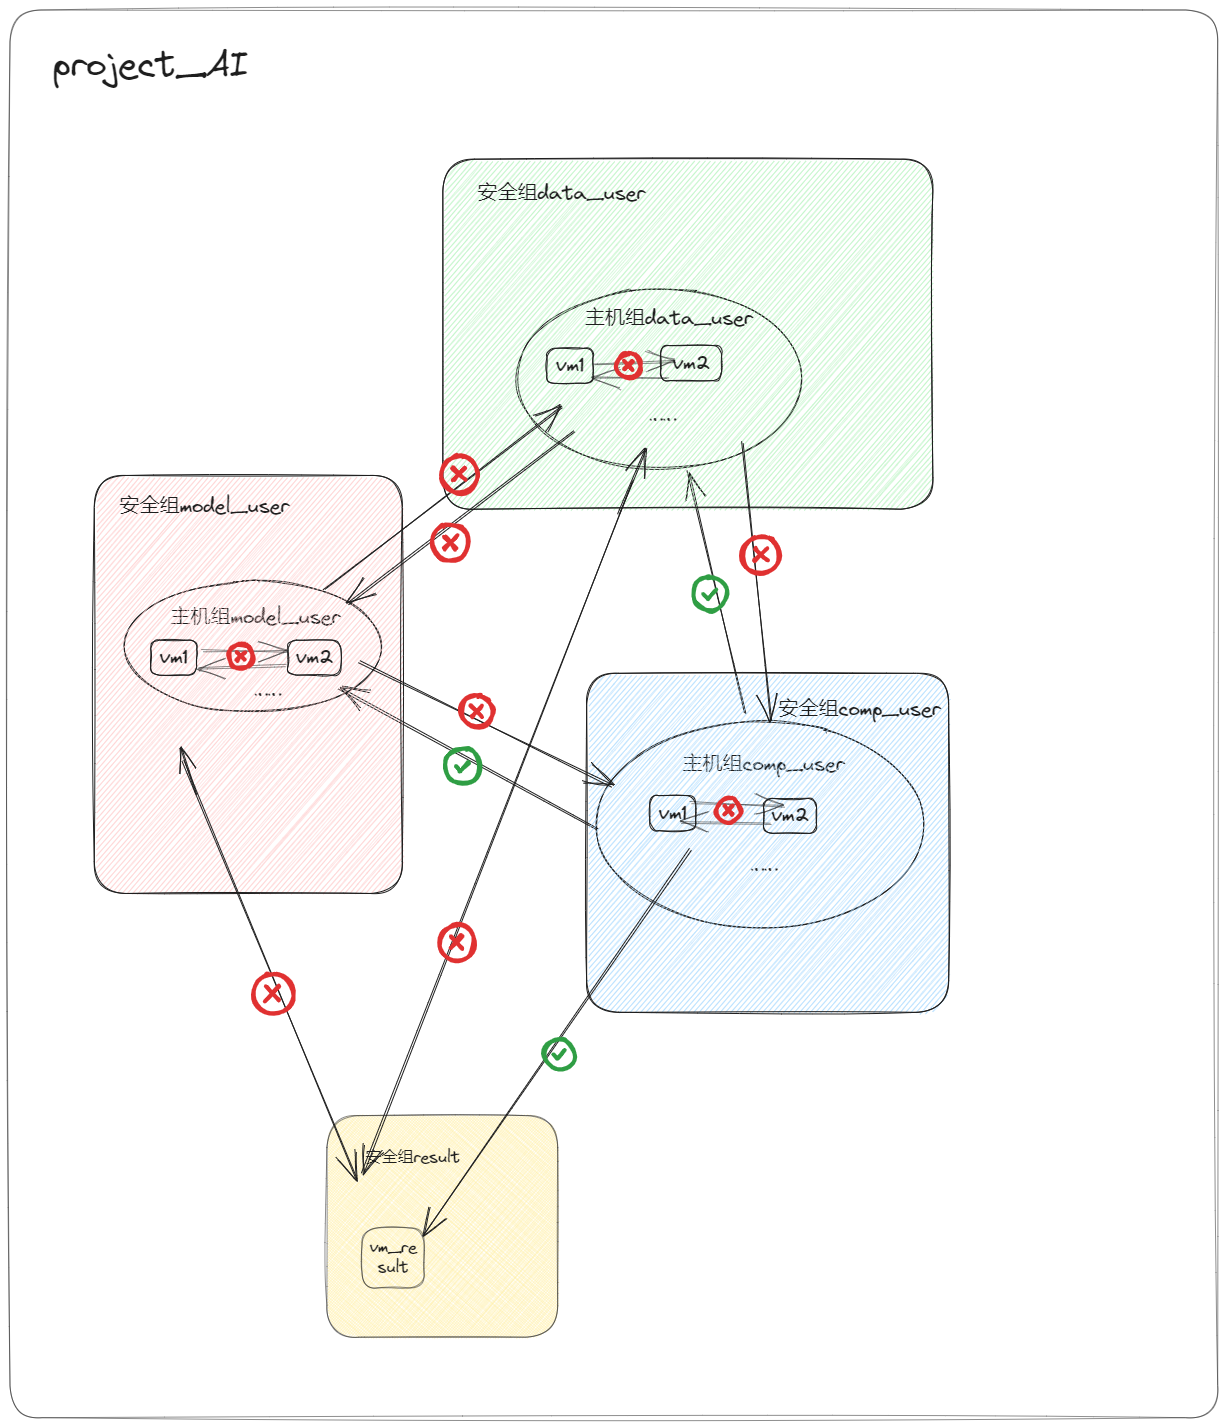 project_AI
安全组data_user
主机组data_user
vm1
vm2
......
安全组model_user
主机组model_user
vm1
vm2
......
安全组comp_user
主机组comp_user
vm1
vm2
......
安全组result
vm_re
sult